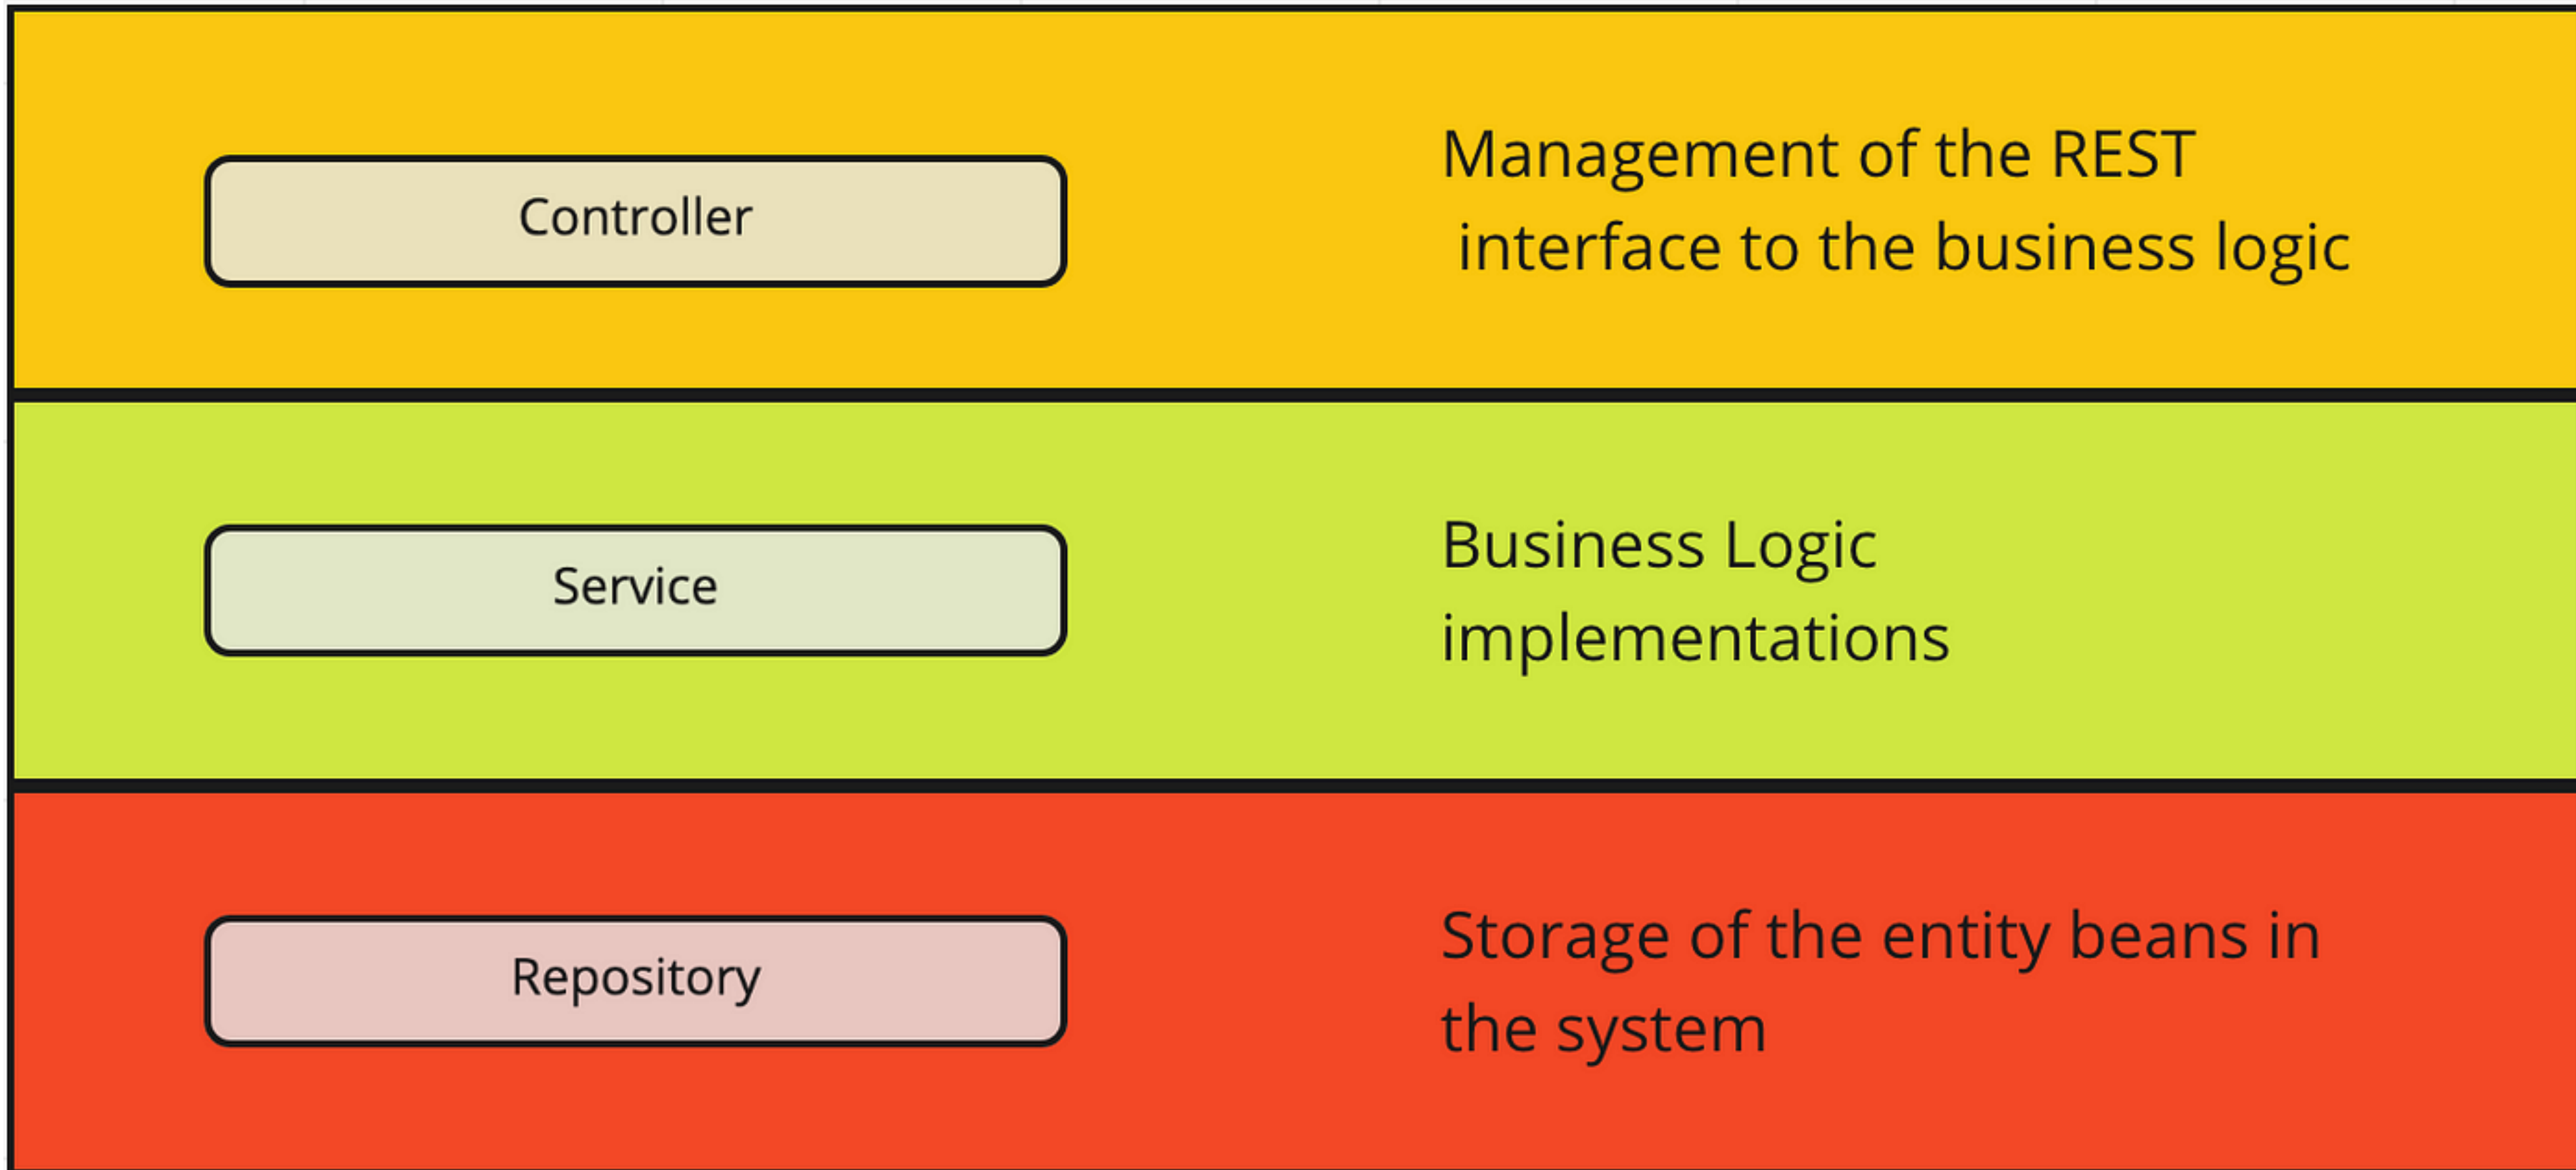 Controller
Management of the REST
interface to the business logic
Service
Business Logic
implementations
Repository
Storage of the entity beans in
the system